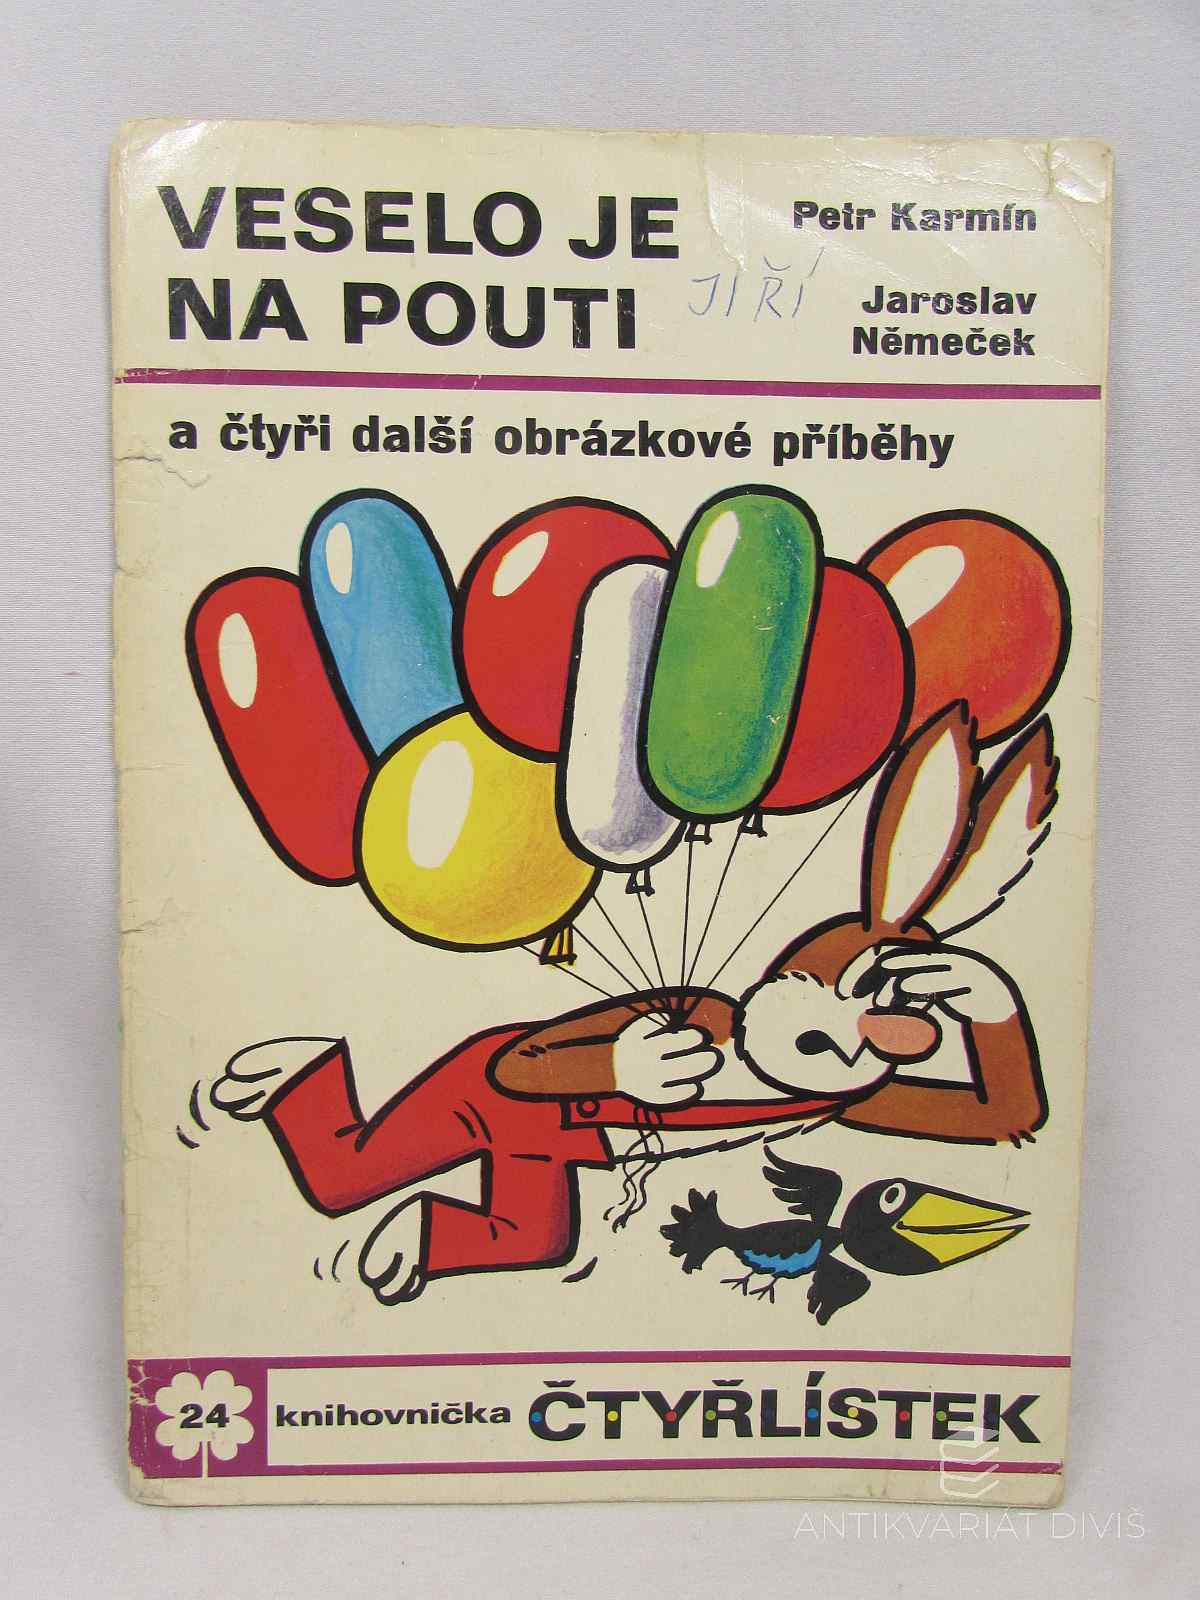 VESELO JE
NA POUTI
Petr Karmín
JIŘÍ
Jaroslav
Němeček
a čtyři další obrázkové příběhy
24
knihovnička ČTYŘLÍSTEK
ANTIKVARIÁT DIVIŠ